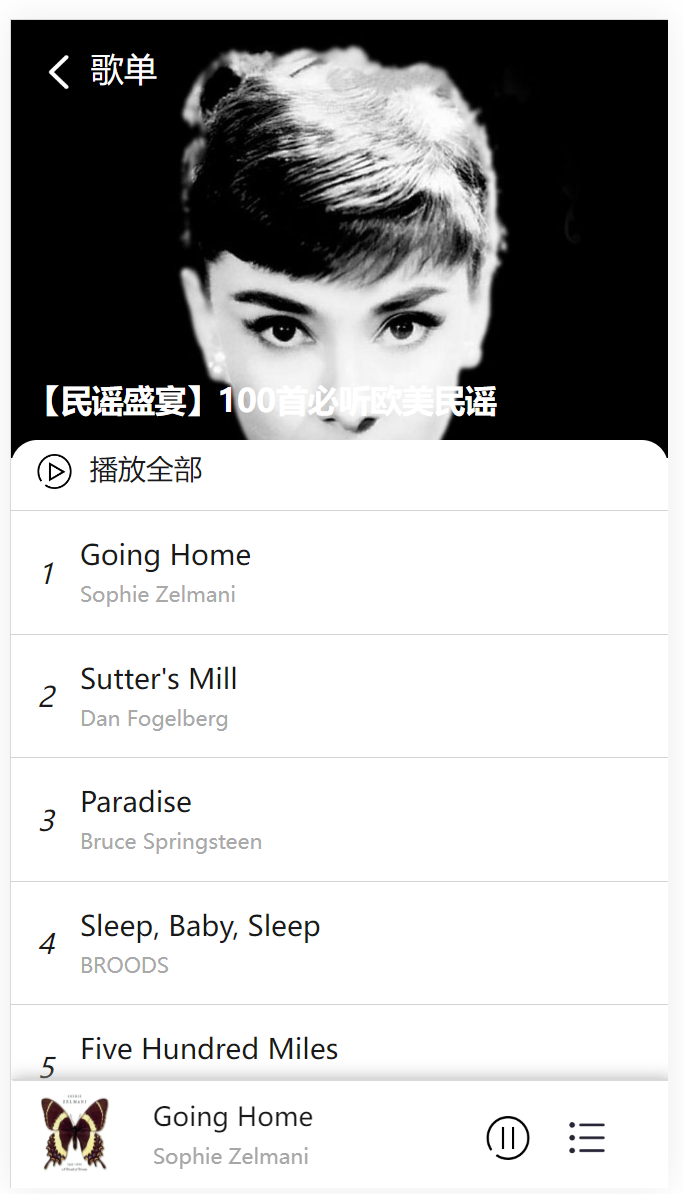 歌单
【民谣盛宴】100首必听欧美民谣
播放全部
1
Going Home
Sophie Zelmani
2
Sutter's Mill
Dan Fogelberg
3
Paradise
Bruce Springsteen
4
Sleep, Baby, Sleep
BROODS
5
Five Hundred Miles
SOPHIE
ZELMANI
Going Home
Sophie Zelmani